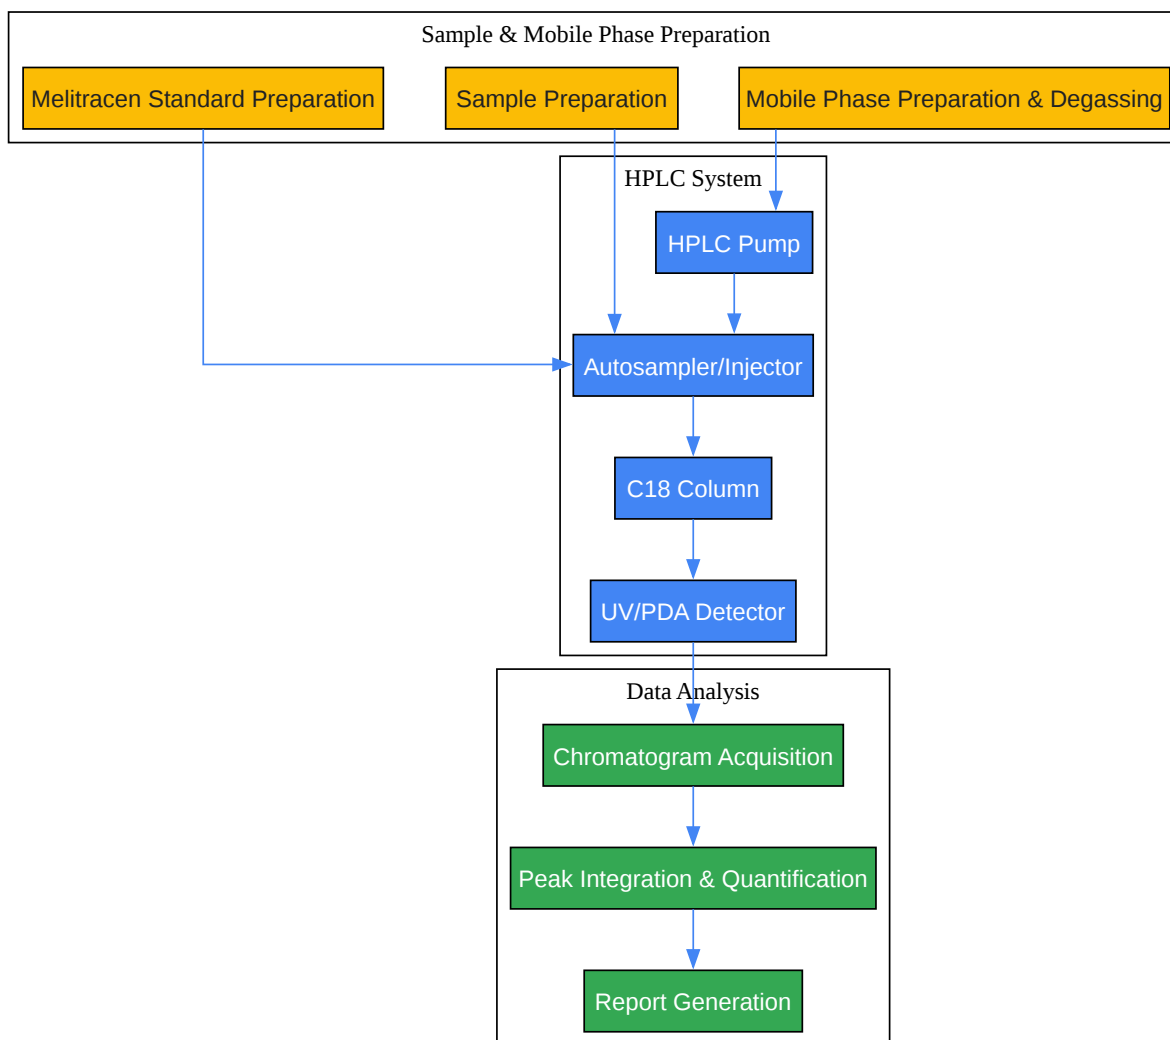 Sample & Mobile Phase Preparation
Melitracen Standard Preparation
Sample Preparation
Mobile Phase Preparation & Degassing
HPLC System
HPLC Pump
Autosampler/Injector
C18 Column
UV/PDA Detector
Data Analysis
Chromatogram Acquisition
Peak Integration & Quantification
Report Generation